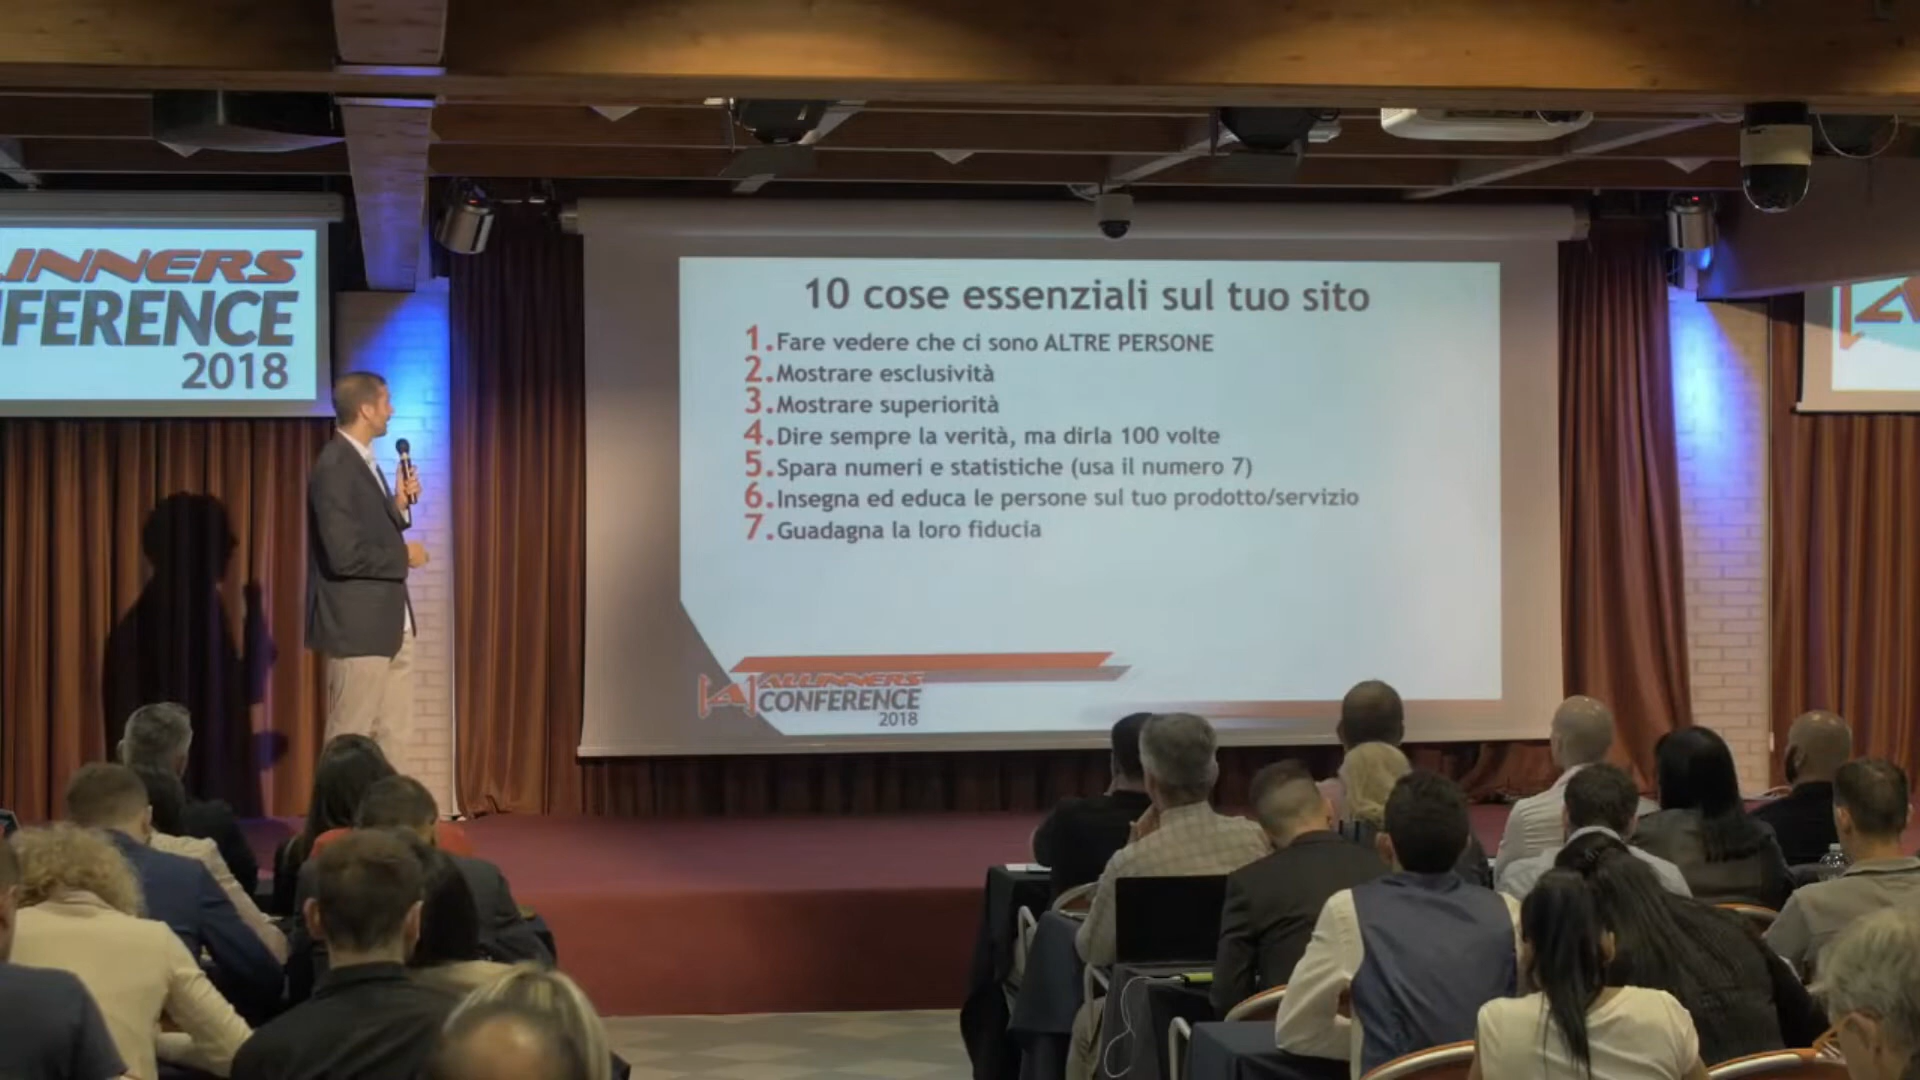 INNERS
FERENCE
2018
10 cose essenziali sul tuo sito
1. Fare vedere che ci sono ALTRE PERSONE
2. Mostrare esclusività
3. Mostrare superiorità
4. Dire sempre la verità, ma dirla 100 volte
5. Spara numeri e statistiche (usa il numero 7)
6. Insegna ed educa le persone sul tuo prodotto/servizio
7. Guadagna la loro fiducia
[A] ALLINNERS
CONFERENCE
2018